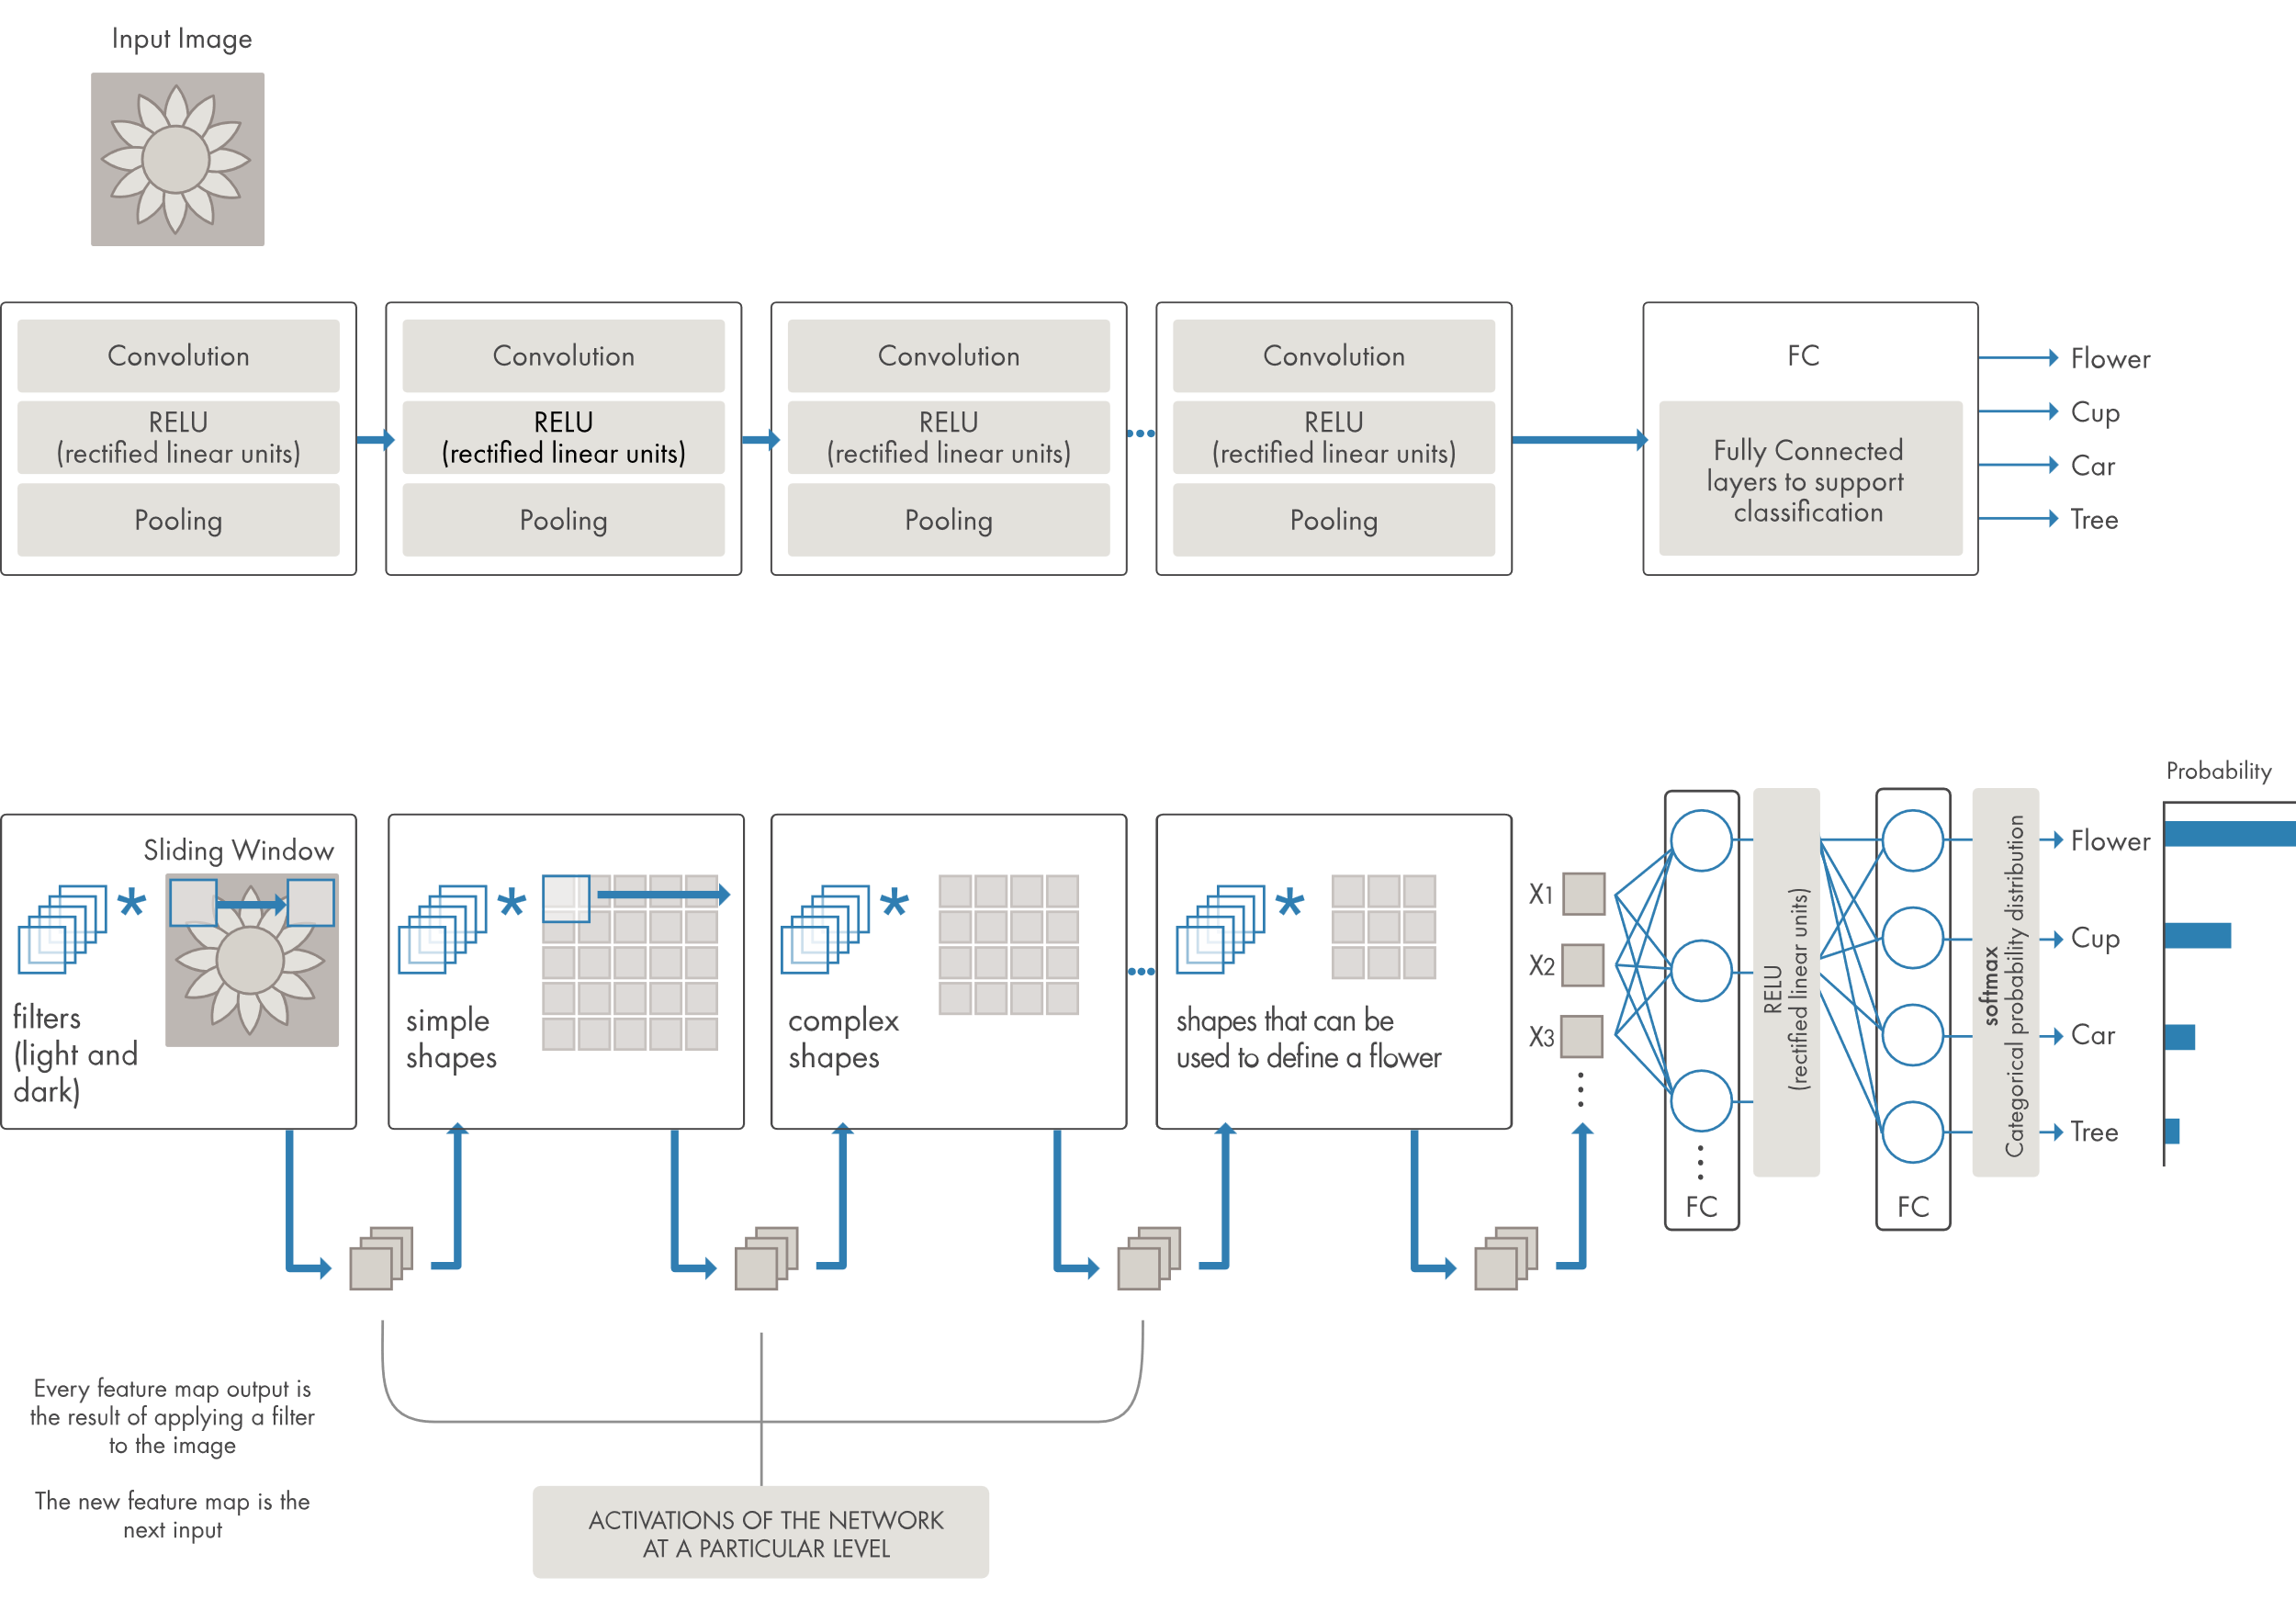 Input Image
Convolution
RELU
(rectified linear units)
Pooling
Convolution
RELU
(rectified linear units)
Pooling
Convolution
RELU
(rectified linear units)
Pooling
Convolution
RELU
(rectified linear units)
Pooling
FC
Fully Connected
layers to support
classification
Flower
Cup
Car
Tree
Sliding Window
*
filters
(light and
dark)
*
simple
shapes
*
complex
shapes
*
shapes that can be
used to define a flower
X1
X2
X3
FC
RELU
(rectified linear units)
FC
softmax
Categorical probability distribution
Probability
Flower
Cup
Car
Tree
Every feature map output is
the result of applying a filter
to the image
The new feature map is the
next input
ACTIVATIONS OF THE NETWORK
AT A PARTICULAR LEVEL